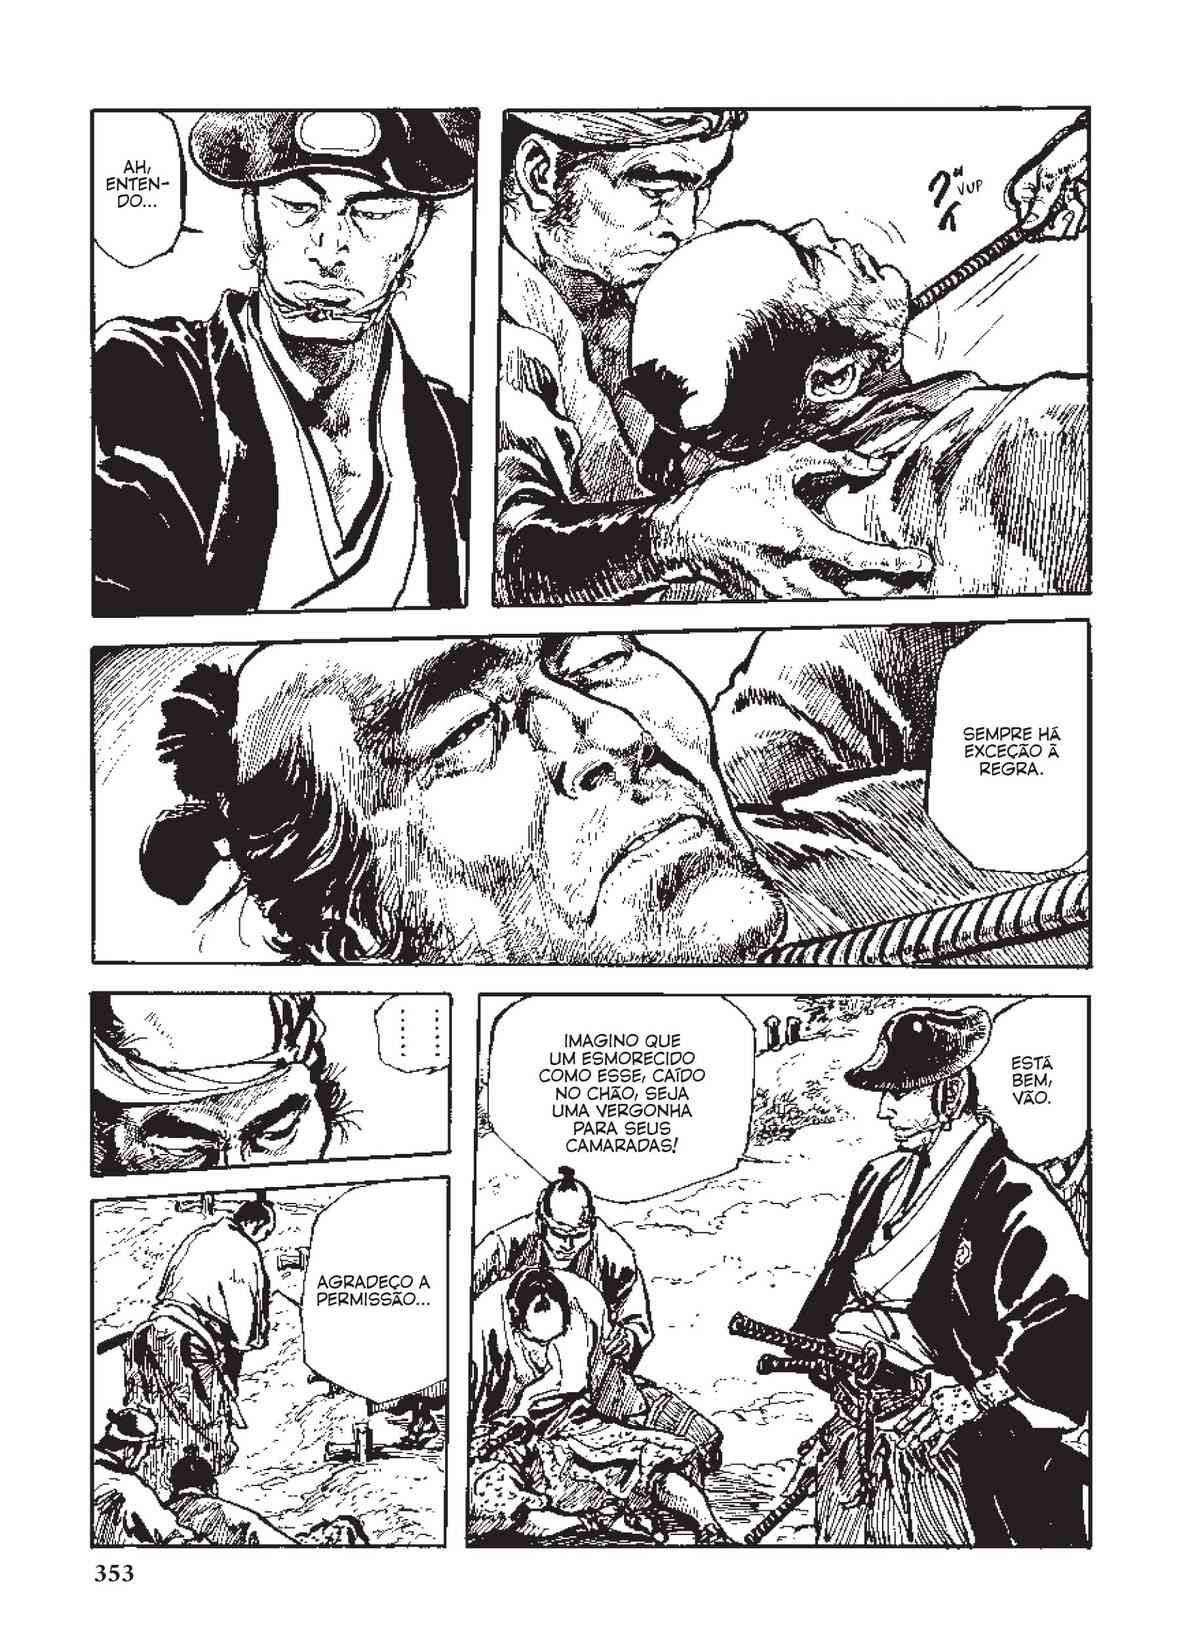 VUP
AH,
ENTEN-
DO...
SEMPRE HÁ
EXCEÇÃO Ã
REGRA.
ESTÁ
BEM,
VÃO.
IMAGINO QUE
UM ESMORECIDO
COMO ESSE, CAÍDO
NO CHÃO, SEJA
UMA VERGONHA
PARA SEUS
CAMARADAS!
AGRADEÇO A
PERMISSÃO...
353